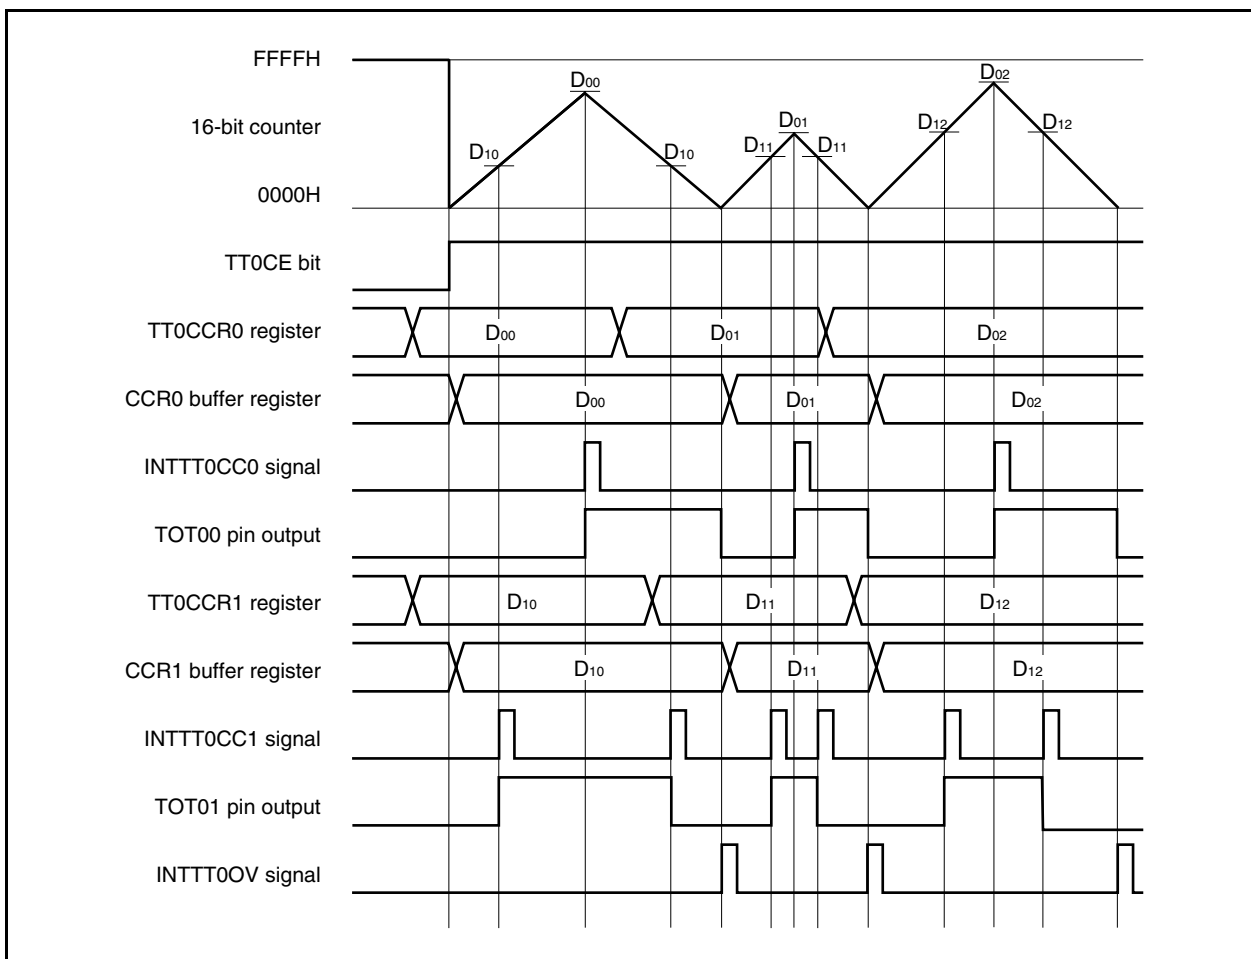 FFFFH
D00
D02
16-bit counter
D10
D10
D11
D01
D11
D12
D12
0000H
TT0CE bit
TT0CCR0 register
D00
D01
D02
CCR0 buffer register
D00
D01
D02
INTTT0CC0 signal
TOT00 pin output
TT0CCR1 register
D10
D11
D12
CCR1 buffer register
D10
D11
D12
INTTT0CC1 signal
TOT01 pin output
INTTT0OV signal